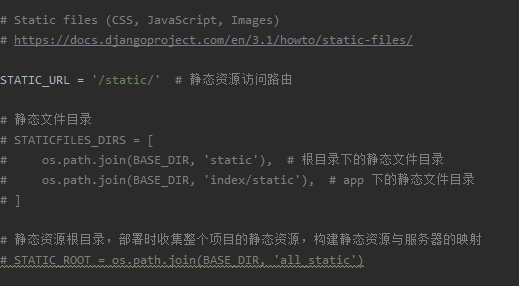 # Static files (CSS, JavaScript, Images)
# https://docs.djangoproject.com/en/3.1/howto/static-files/
STATIC_URL = '/static/'  # 静态资源访问路由
# 静态文件目录
# STATICFILES_DIRS = [
#     os.path.join(BASE_DIR, 'static'),  # 根目录下的静态文件目录
#     os.path.join(BASE_DIR, 'index/static'),  # app 下的静态文件目录
# ]
# 静态资源根目录，部署时收集整个项目的静态资源，构建静态资源与服务器的映射
# STATIC_ROOT = os.path.join(BASE_DIR, 'all_static')